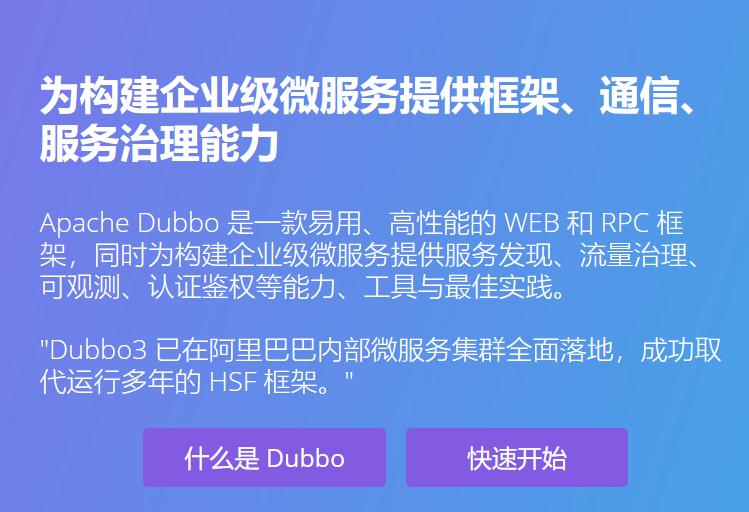 为构建企业级微服务提供框架、通信、
服务治理能力
Apache Dubbo 是一款易用、高性能的 WEB 和 RPC 框
架，同时为构建企业级微服务提供服务发现、流量治理、
可观测、认证鉴权等能力、工具与最佳实践。
"Dubbo3 已在阿里巴巴内部微服务集群全面落地，成功取
代运行多年的 HSF 框架。"
什么是 Dubbo
快速开始